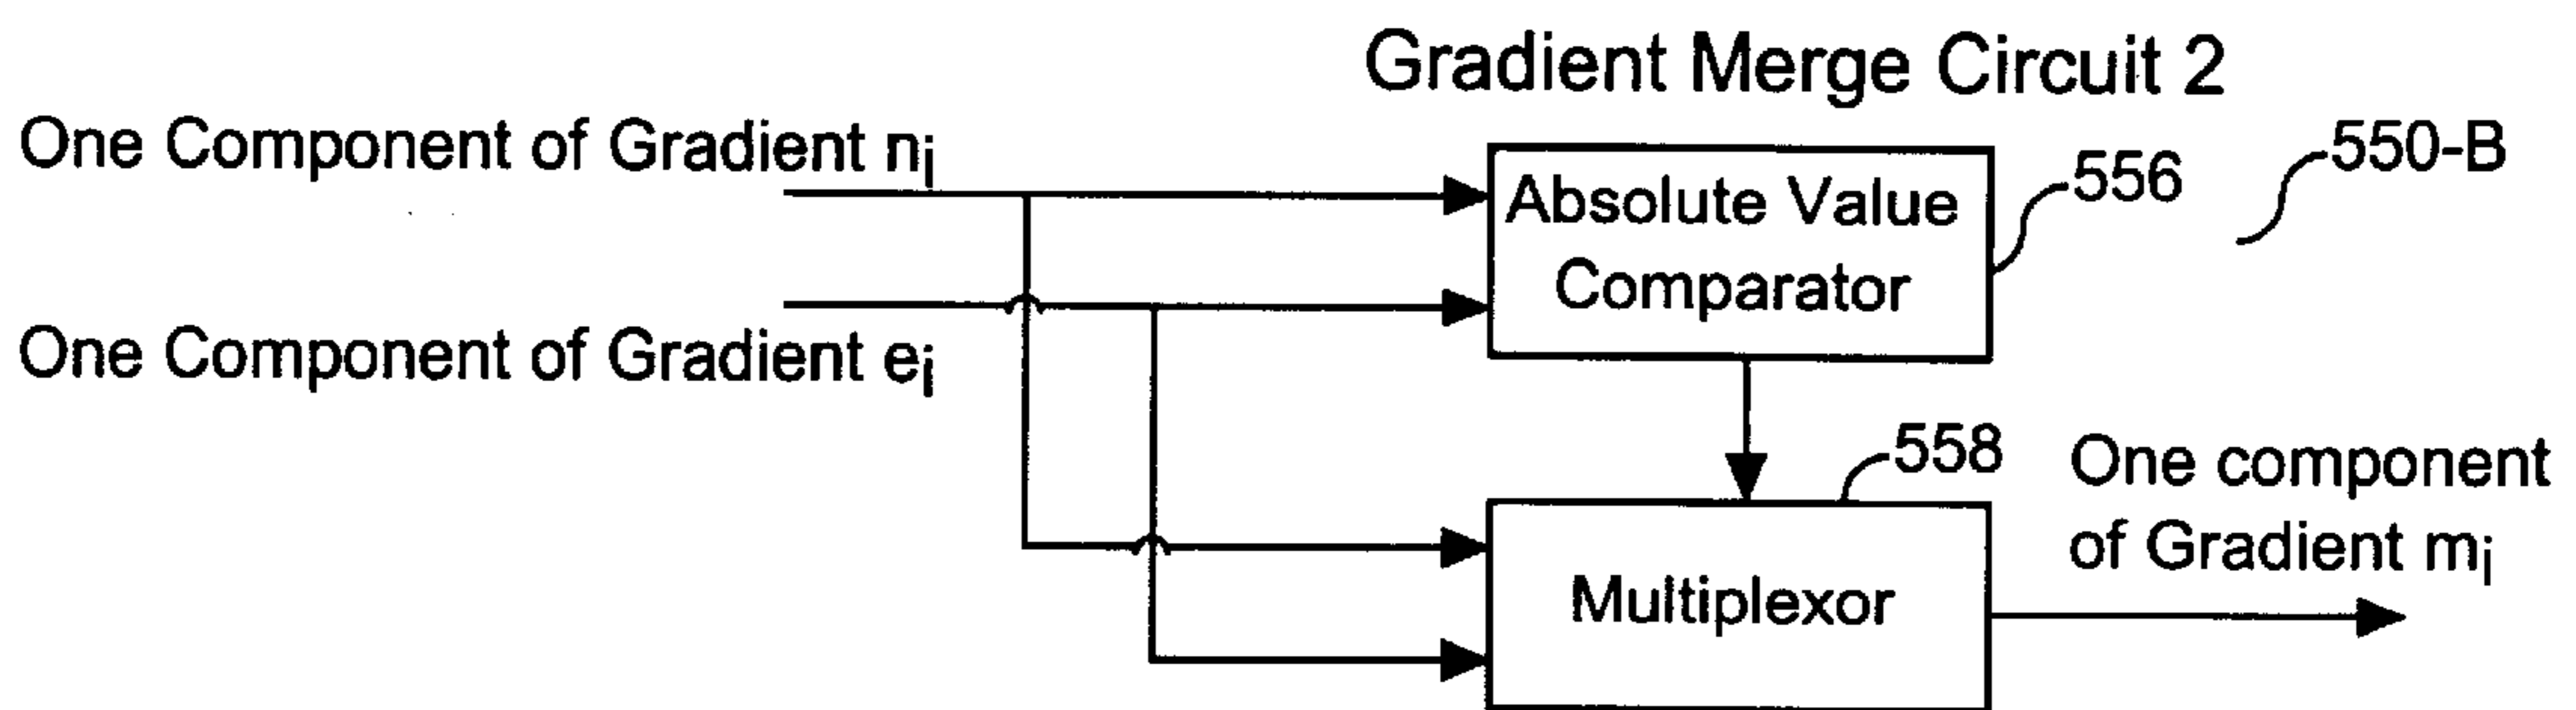 Gradient Merge Circuit 2
One Component of Gradient ni
550-B
556
Absolute Value
Comparator
One Component of Gradient ei
558
One component
of Gradient mi
Multiplexor